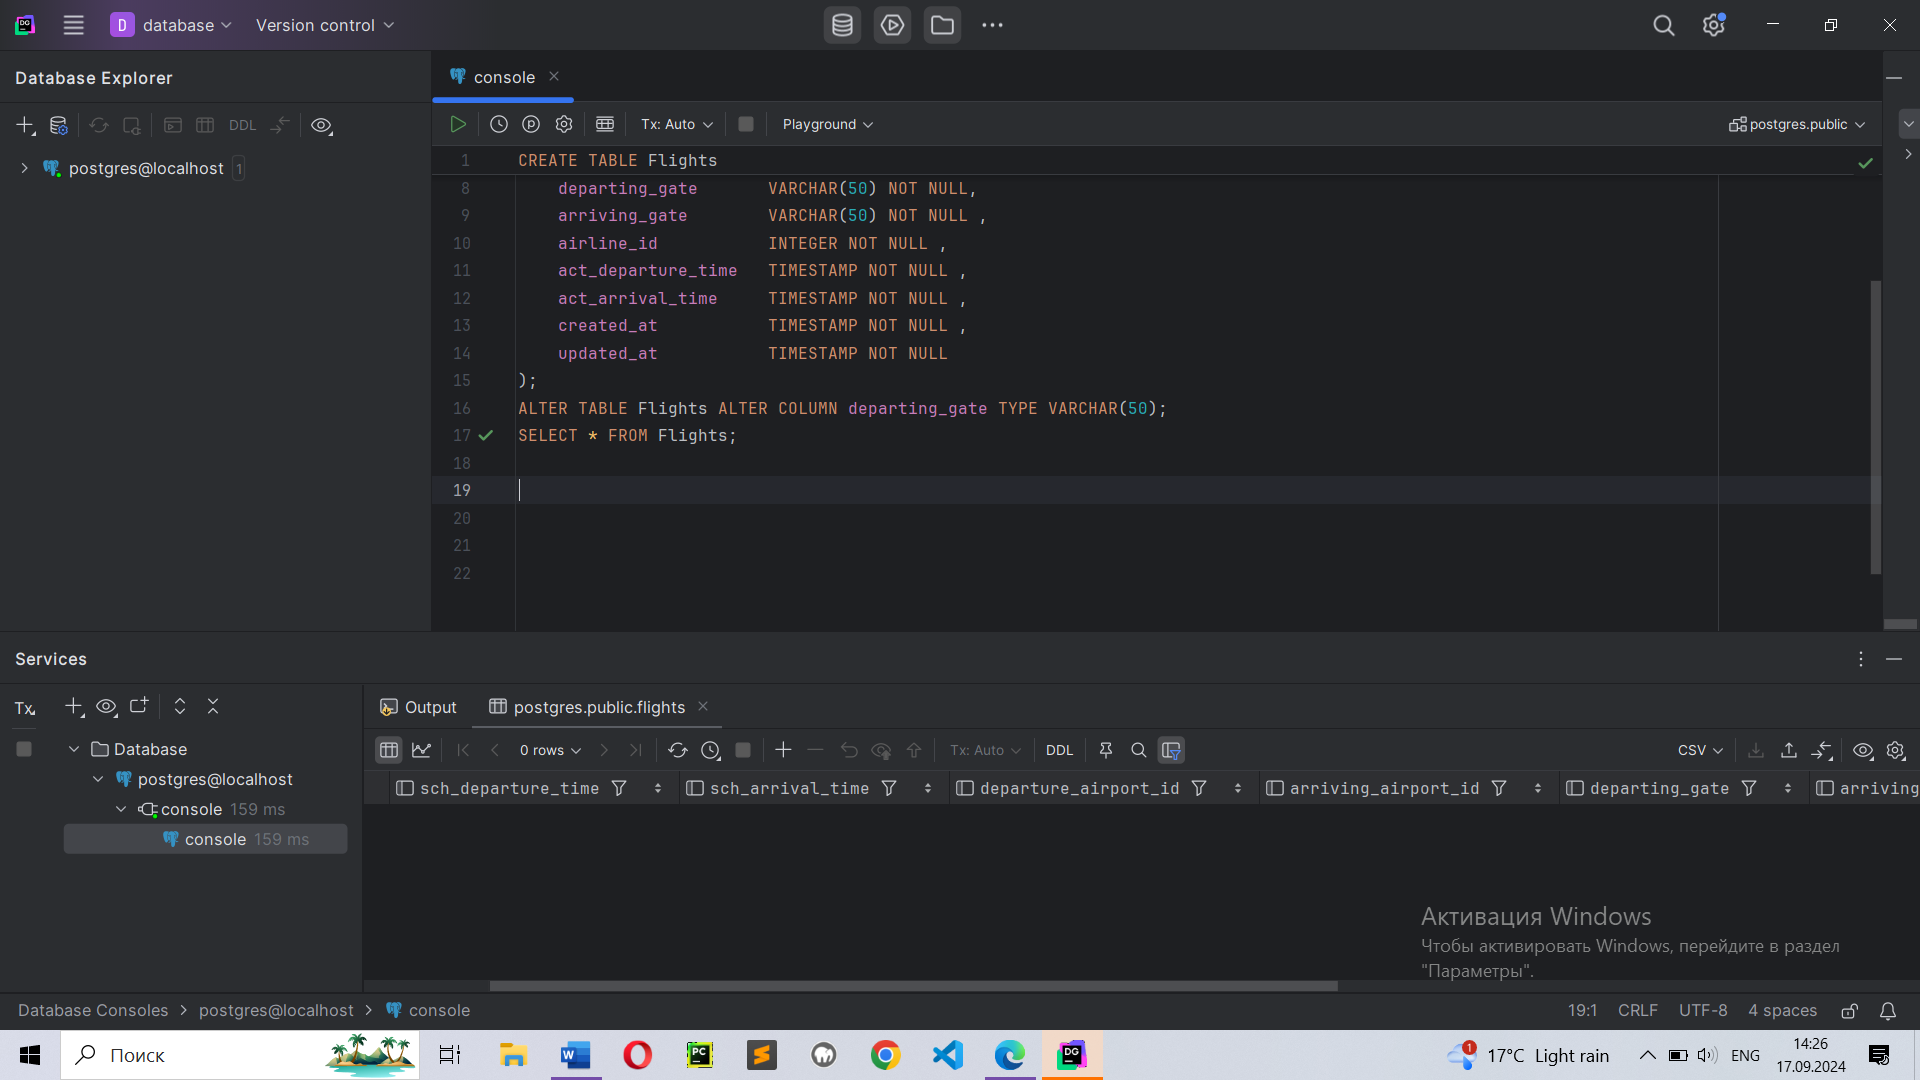 D database Version control
Database Explorer
console
DDL
Tx: Auto Playground postgres.public
postgres@localhost 1
1 CREATE TABLE Flights
8 departing_gate VARCHAR(50) NOT NULL,
9 arriving_gate VARCHAR(50) NOT NULL ,
10 airline_id INTEGER NOT NULL ,
11 act_departure_time TIMESTAMP NOT NULL ,
12 act_arrival_time TIMESTAMP NOT NULL ,
13 created_at TIMESTAMP NOT NULL ,
14 updated_at TIMESTAMP NOT NULL
15 );
16 ALTER TABLE Flights ALTER COLUMN departing_gate TYPE VARCHAR(50);
17 SELECT * FROM Flights;
18
19
20
21
22
Services
Tx
Output postgres.public.flights
Database
postgres@localhost
console 159 ms
console 159 ms
0 rows Tx: Auto DDL CSV
sch_departure_time sch_arrival_time departure_airport_id arriving_airport_id departing_gate arriving
Активация Windows
Чтобы активировать Windows, перейдите в раздел
"Параметры".
Database Consoles > postgres@localhost > console 19:1 CRLF UTF-8 4 spaces
Поиск
17°C Light rain ENG
14:26
17.09.2024